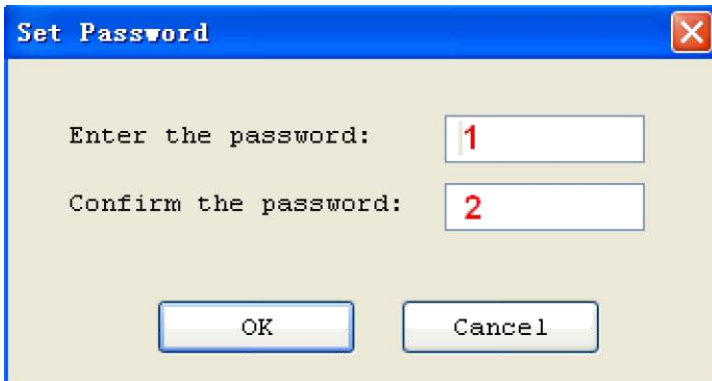 Set Password
Enter the password: 1
Confirm the password: 2
OK Cancel